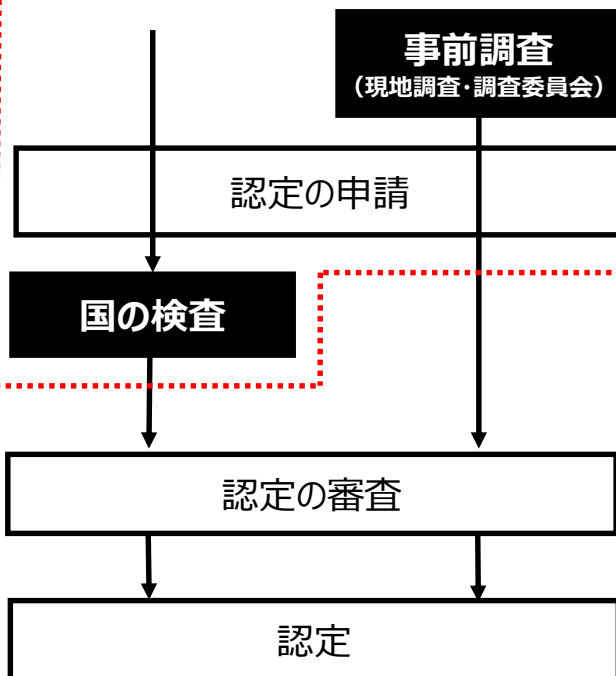 事前調査
（現地調査・調査委員会）
認定の申請
国の検査
認定の審査
認定